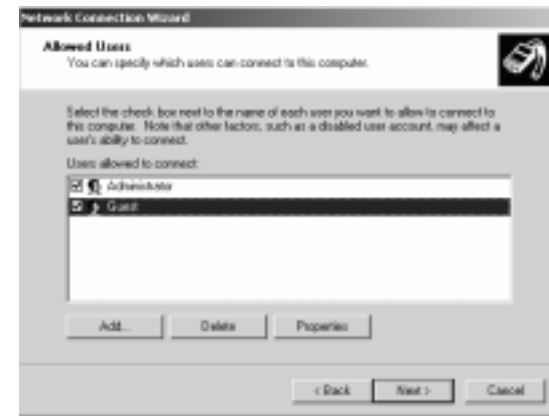 Network Connection Wizard
Allowed Users
You can specify which users can connect to this computer.
Select the check box next to the name of each user you want to allow to connect to
this computer. Note that other factors, such as a disabled user account, may affect a
user's ability to connect.
Users allowed to connect:
Administrator
Guest
Add...
Delete
Properties
< Back
Next >
Cancel